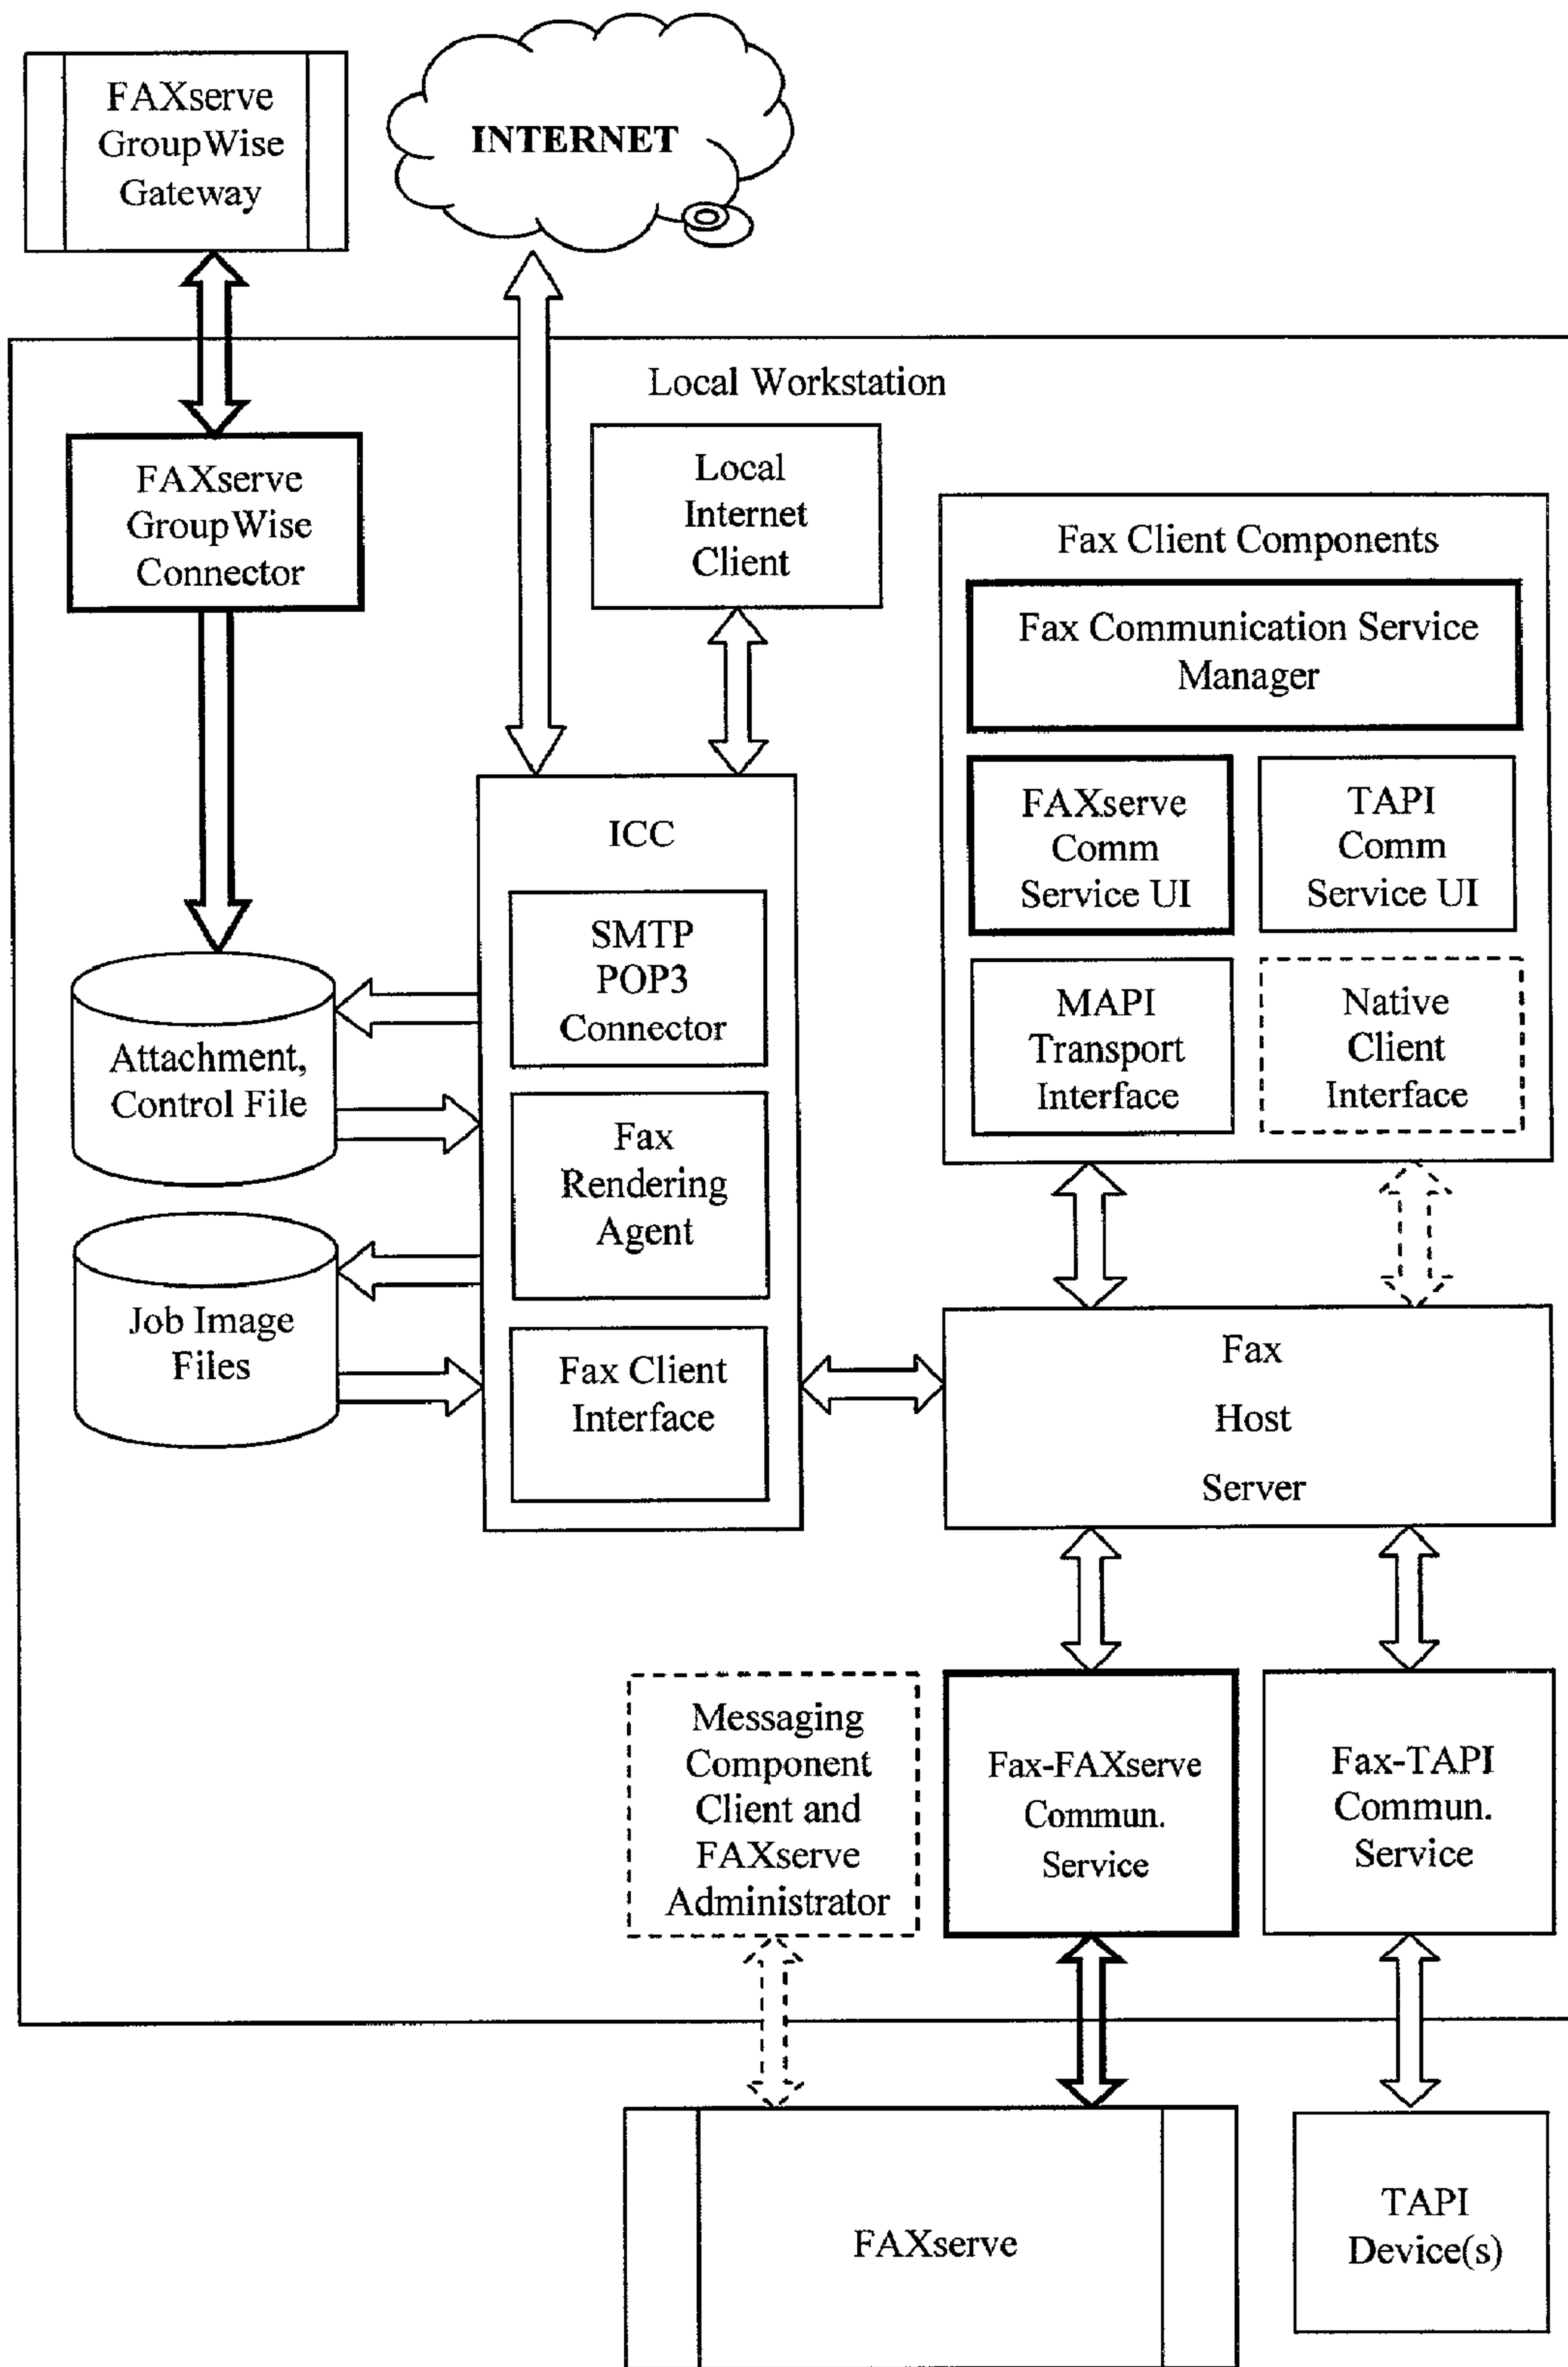 FAXserve
GroupWise
Gateway
INTERNET
Local Workstation
FAXserve
GroupWise
Connector
Local
Internet
Client
Fax Client Components
Fax Communication Service
Manager
FAXserve
Comm
Service UI
TAPI
Comm
Service UI
MAPI
Transport
Interface
Native
Client
Interface
ICC
SMTP
POP3
Connector
Fax
Rendering
Agent
Fax Client
Interface
Attachment,
Control File
Job Image
Files
Fax
Host
Server
Messaging
Component
Client and
FAXserve
Administrator
Fax-FAXserve
Commun.
Service
Fax-TAPI
Commun.
Service
FAXserve
TAPI
Device(s)